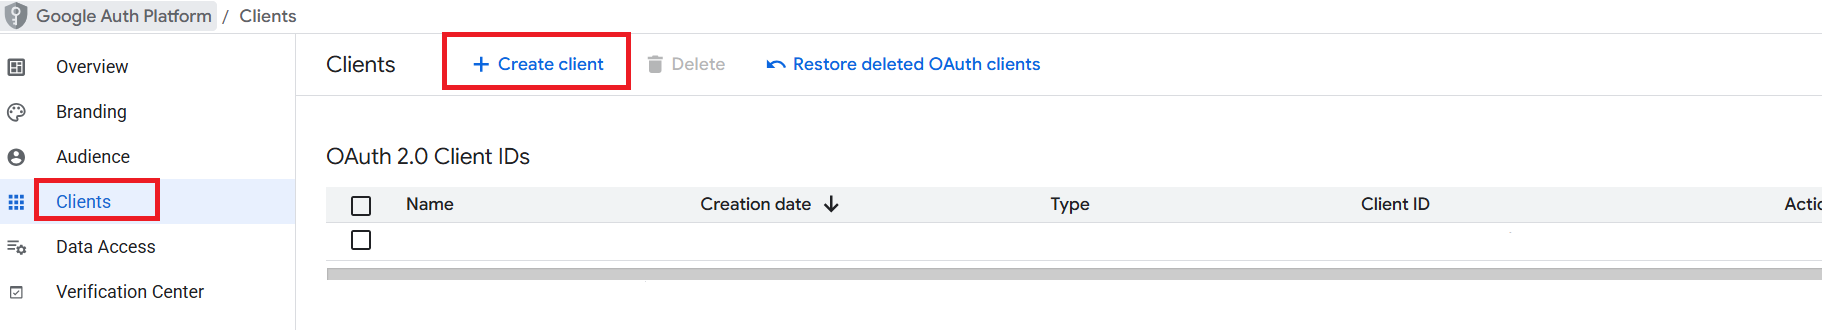 Google Auth Platform / Clients
Overview
Branding
Audience
Clients
Data Access
Verification Center
Clients
+ Create client
Delete
Restore deleted OAuth clients
OAuth 2.0 Client IDs
Name Creation date Type Client ID Actio